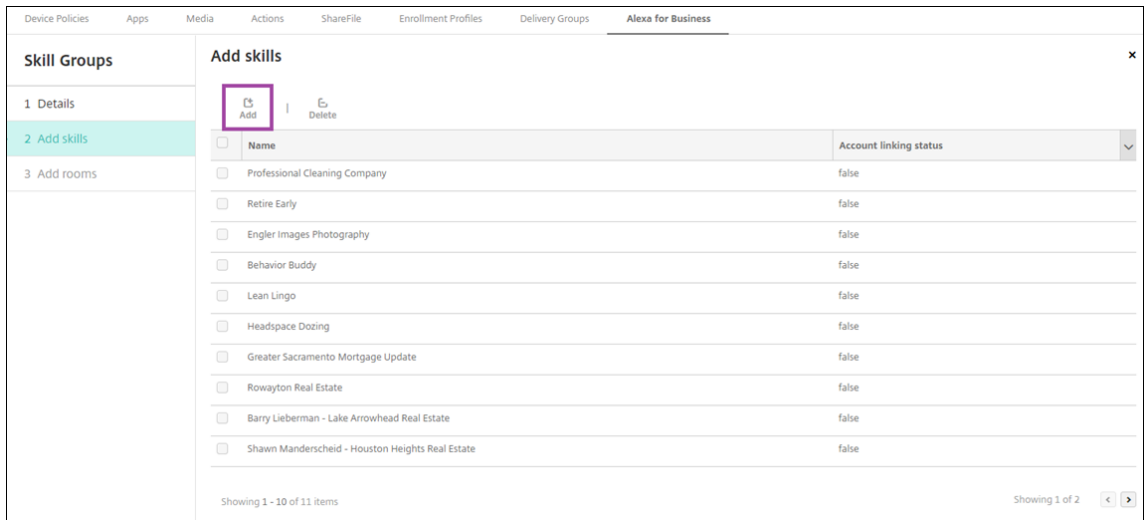 Device Policies Apps Media Actions ShareFile Enrollment Profiles Delivery Groups Alexa for Business
Skill Groups
1 Details
2 Add skills
3 Add rooms
Add skills
Add | Delete
Name Account linking status
Professional Cleaning Company false
Retire Early false
Engler Images Photography false
Behavior Buddy false
Lean Lingo false
Headspace Dozing false
Greater Sacramento Mortgage Update false
Rowayton Real Estate false
Barry Lieberman - Lake Arrowhead Real Estate false
Shawn Manderscheid - Houston Heights Real Estate false
Showing 1 - 10 of 11 items Showing 1 of 2